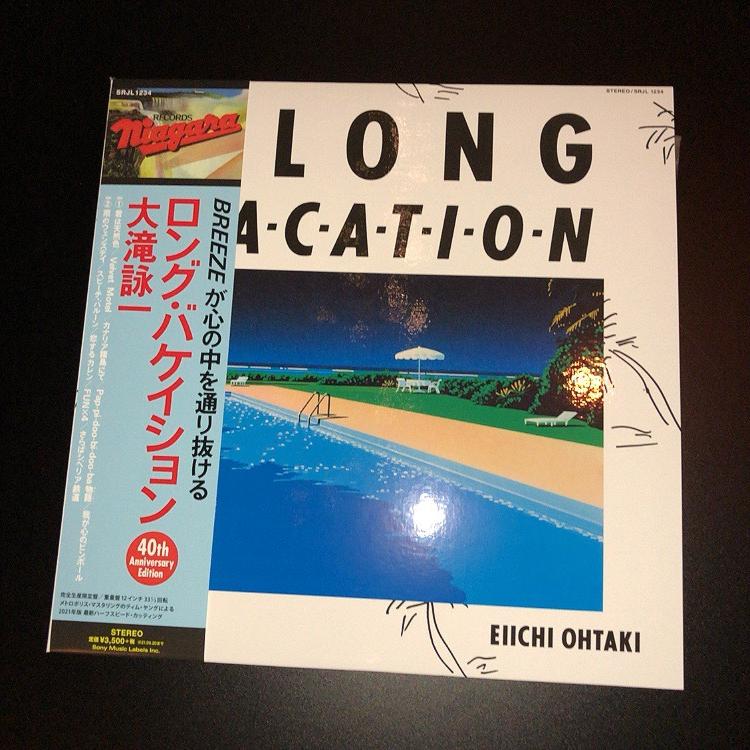 SRJL1234
RECORDS
Niagara
BREEZEが心の中を通り抜ける
ロング・バケイション
大滝詠一
①君は天然色 Velvet Motel カナリア諸島にて Pap-pi-doo-bi-doo-ba物語 我が心のピンボール
②雨のウェンズデイ/スピーチ・バルーン/恋するカレン FUN×4 さらばシベリア鉄道
40th
Anniversary
Edition
完全生産限定盤/重量盤12インチ33 1/3回転
メトロポリス・マスタリングのティム・ヤングによる
2021年版 最新ハーフスピード・カッティング
STEREO
定価¥3,500+税
Sony Music Labels Inc.
STEREO/SRJL 1234
LONG
A-C-A-T-I-O-N
EIICHI OHTAKI